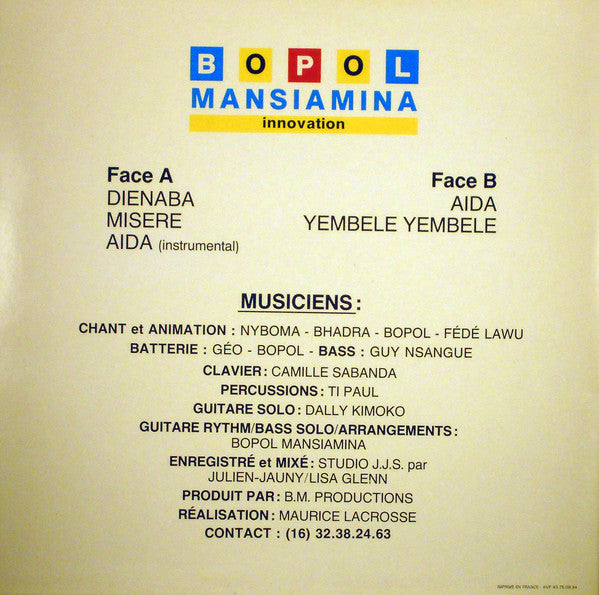 BOPOL
MANSIAMINA
innovation
Face A
DIENABA
MISERE
AIDA (instrumental)
Face B
AIDA
YEMBELE YEMBELE
MUSICIENS :
CHANT et ANIMATION : NYBOMA - BHADRA - BOPOL - FÉDÉ LAWU
BATTERIE : GÉO - BOPOL - BASS : GUY NSANGUE
CLAVIER : CAMILLE SABANDA
PERCUSSIONS : TI PAUL
GUITARE SOLO : DALLY KIMOKO
GUITARE RYTHM/BASS SOLO/ARRANGEMENTS :
BOPOL MANSIAMINA
ENREGISTRÉ et MIXÉ : STUDIO J.J.S. par
JULIEN-JAUNY/LISA GLENN
PRODUIT PAR : B.M. PRODUCTIONS
RÉALISATION : MAURICE LACROSSE
CONTACT : (16) 32.38.24.63
IMPRIMÉ EN FRANCE -